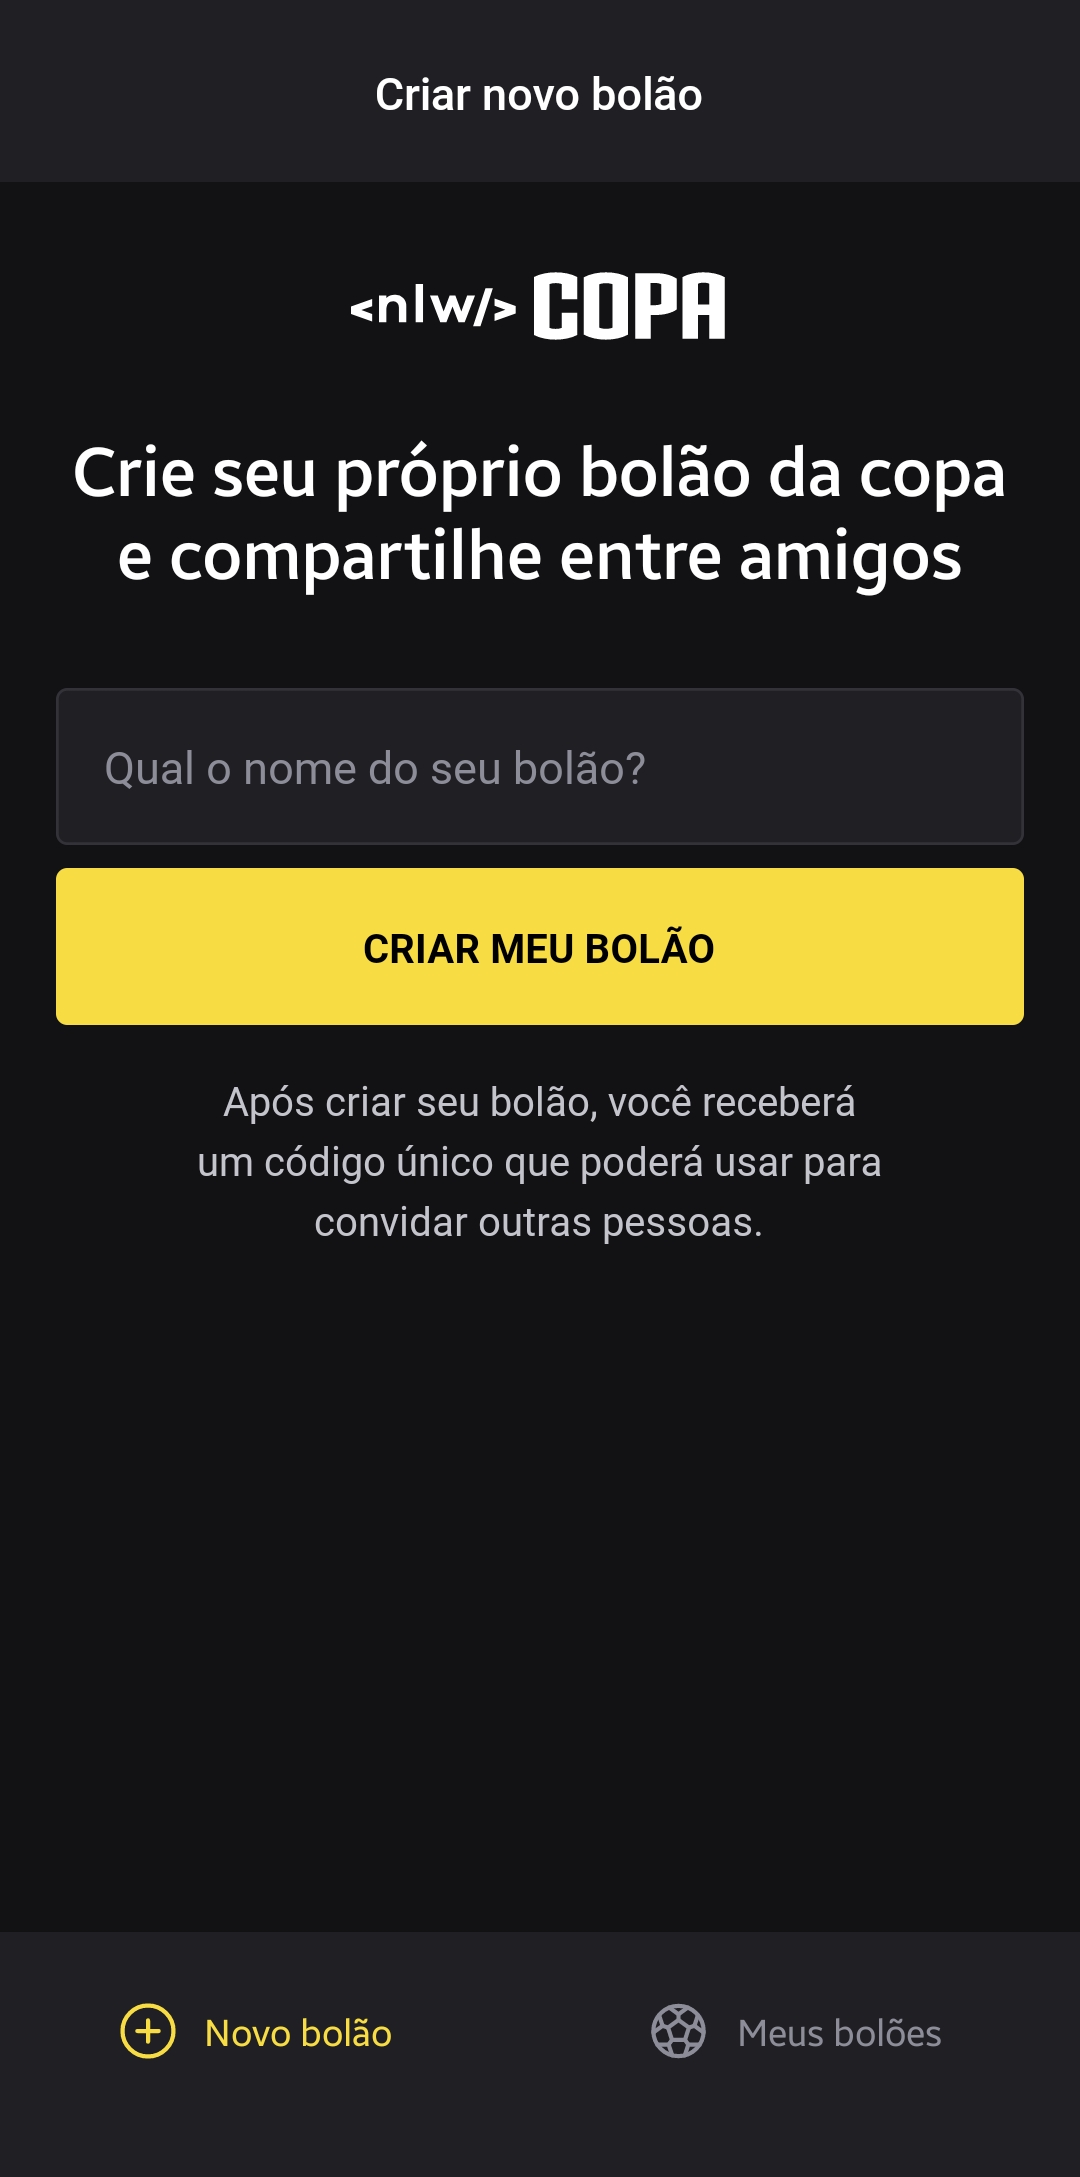 Criar novo bolão
<nlw/> COPA
Crie seu próprio bolão da copa
e compartilhe entre amigos
Qual o nome do seu bolão?
CRIAR MEU BOLÃO
Após criar seu bolão, você receberá
um código único que poderá usar para
convidar outras pessoas.
Novo bolão
Meus bolões